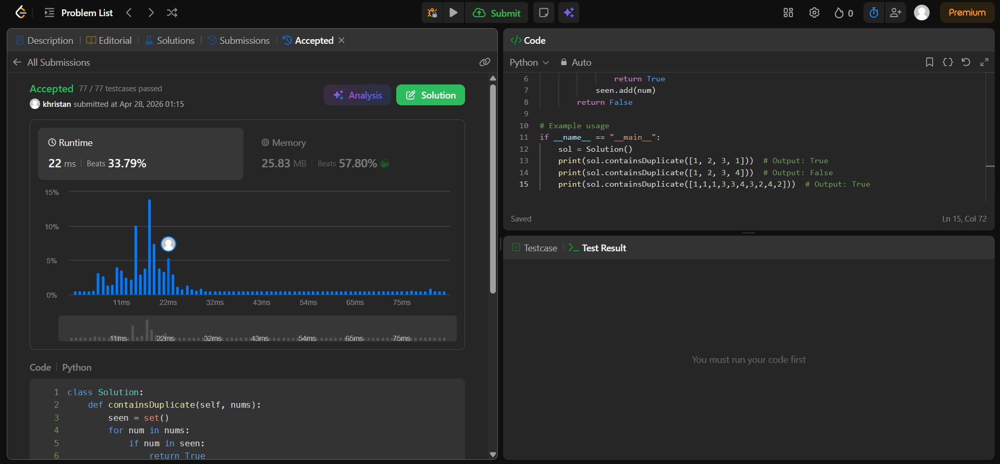 Problem List
Submit
0
Premium
Description
Editorial
Solutions
Submissions
Accepted
All Submissions
Accepted 77 / 77 testcases passed
khristan submitted at Apr 28, 2026 01:15
Analysis
Solution
Runtime
22 ms Beats 33.79%
Memory
25.83 MB Beats 57.80%
15%
10%
5%
0%
11ms 22ms 32ms 43ms 54ms 65ms 75ms
11ms 22ms 32ms 43ms 54ms 65ms 75ms
Code Python
1 class Solution:
2     def containsDuplicate(self, nums):
3         seen = set()
4         for num in nums:
5             if num in seen:
6                 return True
Code
Python Auto
6                 return True
7             seen.add(num)
8         return False
9
10 # Example usage
11 if __name__ == "__main__":
12     sol = Solution()
13     print(sol.containsDuplicate([1, 2, 3, 1]))  # Output: True
14     print(sol.containsDuplicate([1, 2, 3, 4]))  # Output: False
15     print(sol.containsDuplicate([1,1,1,3,3,4,3,2,4,2]))  # Output: True
Saved
Ln 15, Col 72
Testcase
Test Result
You must run your code first